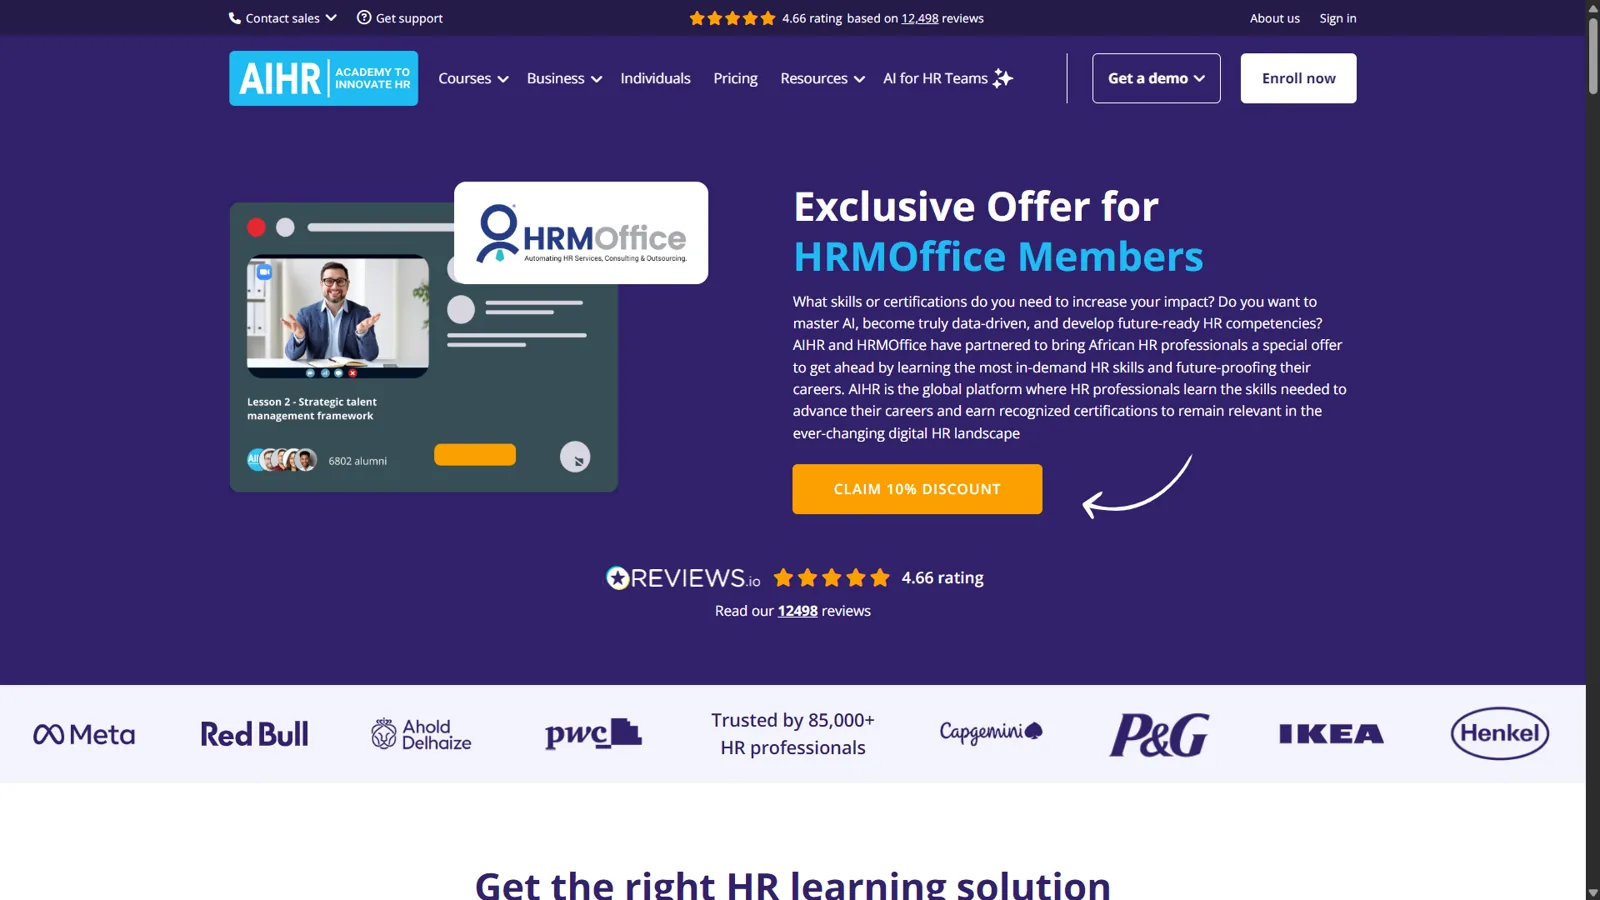 Contact sales
Get support
4.66 rating based on 12,498 reviews
About us
Sign in
AIHR
ACADEMY TO
INNOVATE HR
Courses
Business
Individuals
Pricing
Resources
AI for HR Teams
Get a demo
Enroll now
HRMOffice
Automating HR Services, Consulting & Outsourcing.
Lesson 2 - Strategic talent
management framework
6802 alumni
Exclusive Offer for
HRMOffice Members
What skills or certifications do you need to increase your impact? Do you want to
master AI, become truly data-driven, and develop future-ready HR competencies?
AIHR and HRMOffice have partnered to bring African HR professionals a special offer
to get ahead by learning the most in-demand HR skills and future-proofing their
careers. AIHR is the global platform where HR professionals learn the skills needed to
advance their careers and earn recognized certifications to remain relevant in the
ever-changing digital HR landscape
CLAIM 10% DISCOUNT
REVIEWS.io
4.66 rating
Read our 12498 reviews
Meta
Red Bull
Ahold
Delhaize
pwc
Trusted by 85,000+
HR professionals
Capgemini
P&G
IKEA
Henkel
Get the right HR learning solution